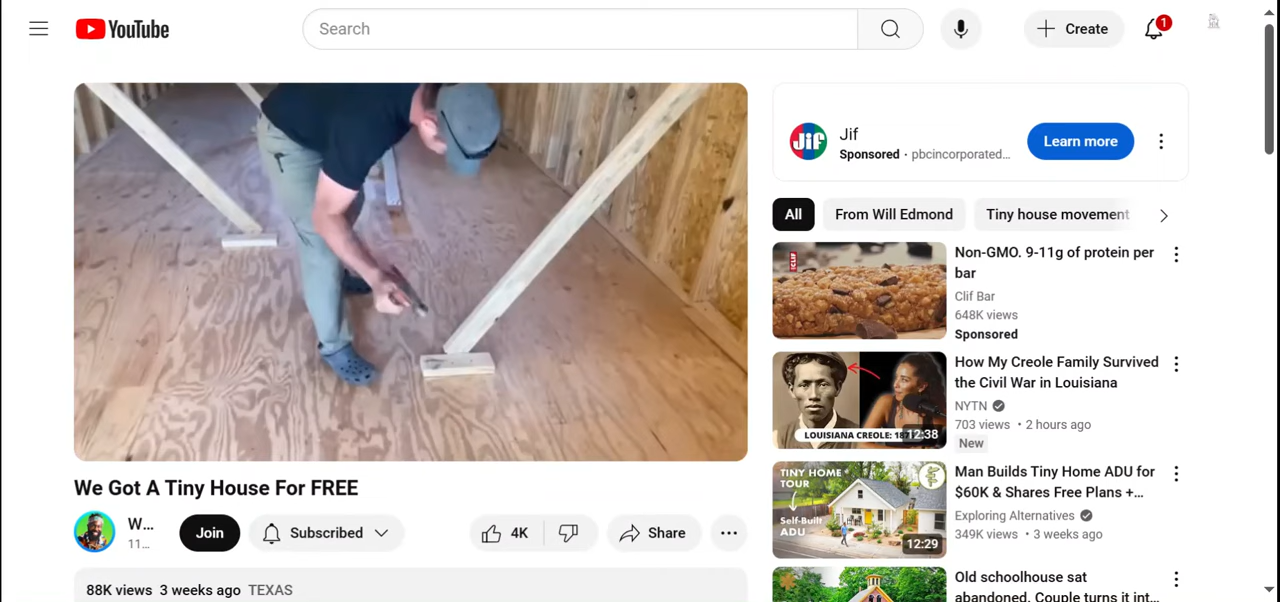 YouTube
Search
Create
1
Jif
Jif
Sponsored · pbcincorporated...
Learn more
All
From Will Edmond
Tiny house movement
CLIF
Non-GMO. 9-11g of protein per
bar
Clif Bar
648K views
Sponsored
LOUISIANA CREOLE: 187
12:38
How My Creole Family Survived
the Civil War in Louisiana
NYTN
703 views • 2 hours ago
New
TINY HOME
TOUR
Self-Built
ADU
12:29
Man Builds Tiny Home ADU for
$60K & Shares Free Plans +...
Exploring Alternatives
349K views • 3 weeks ago
Old schoolhouse sat
abandoned. Couple turns it int...
We Got A Tiny House For FREE
W...
11...
Join
Subscribed
4K
Share
88K views 3 weeks ago TEXAS